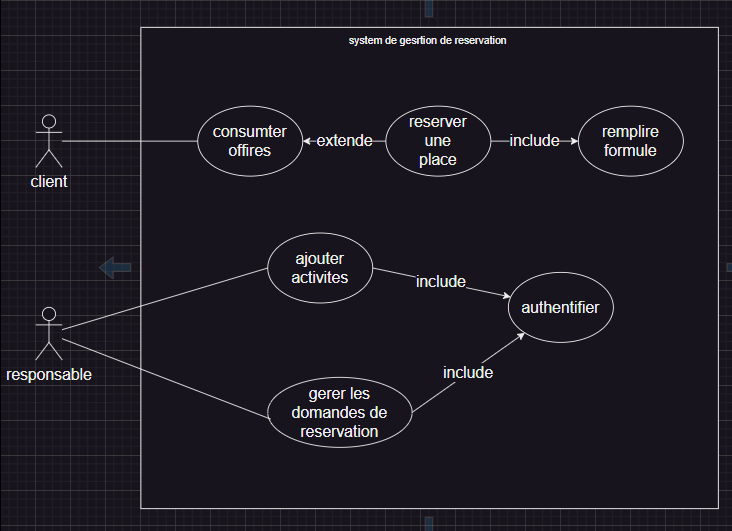 system de gesrtion de reservation
consumter
offires
extende
reserver
une
place
include
remplire
formule
client
ajouter
activites
include
authentifier
responsable
include
gerer les
domandes de
reservation